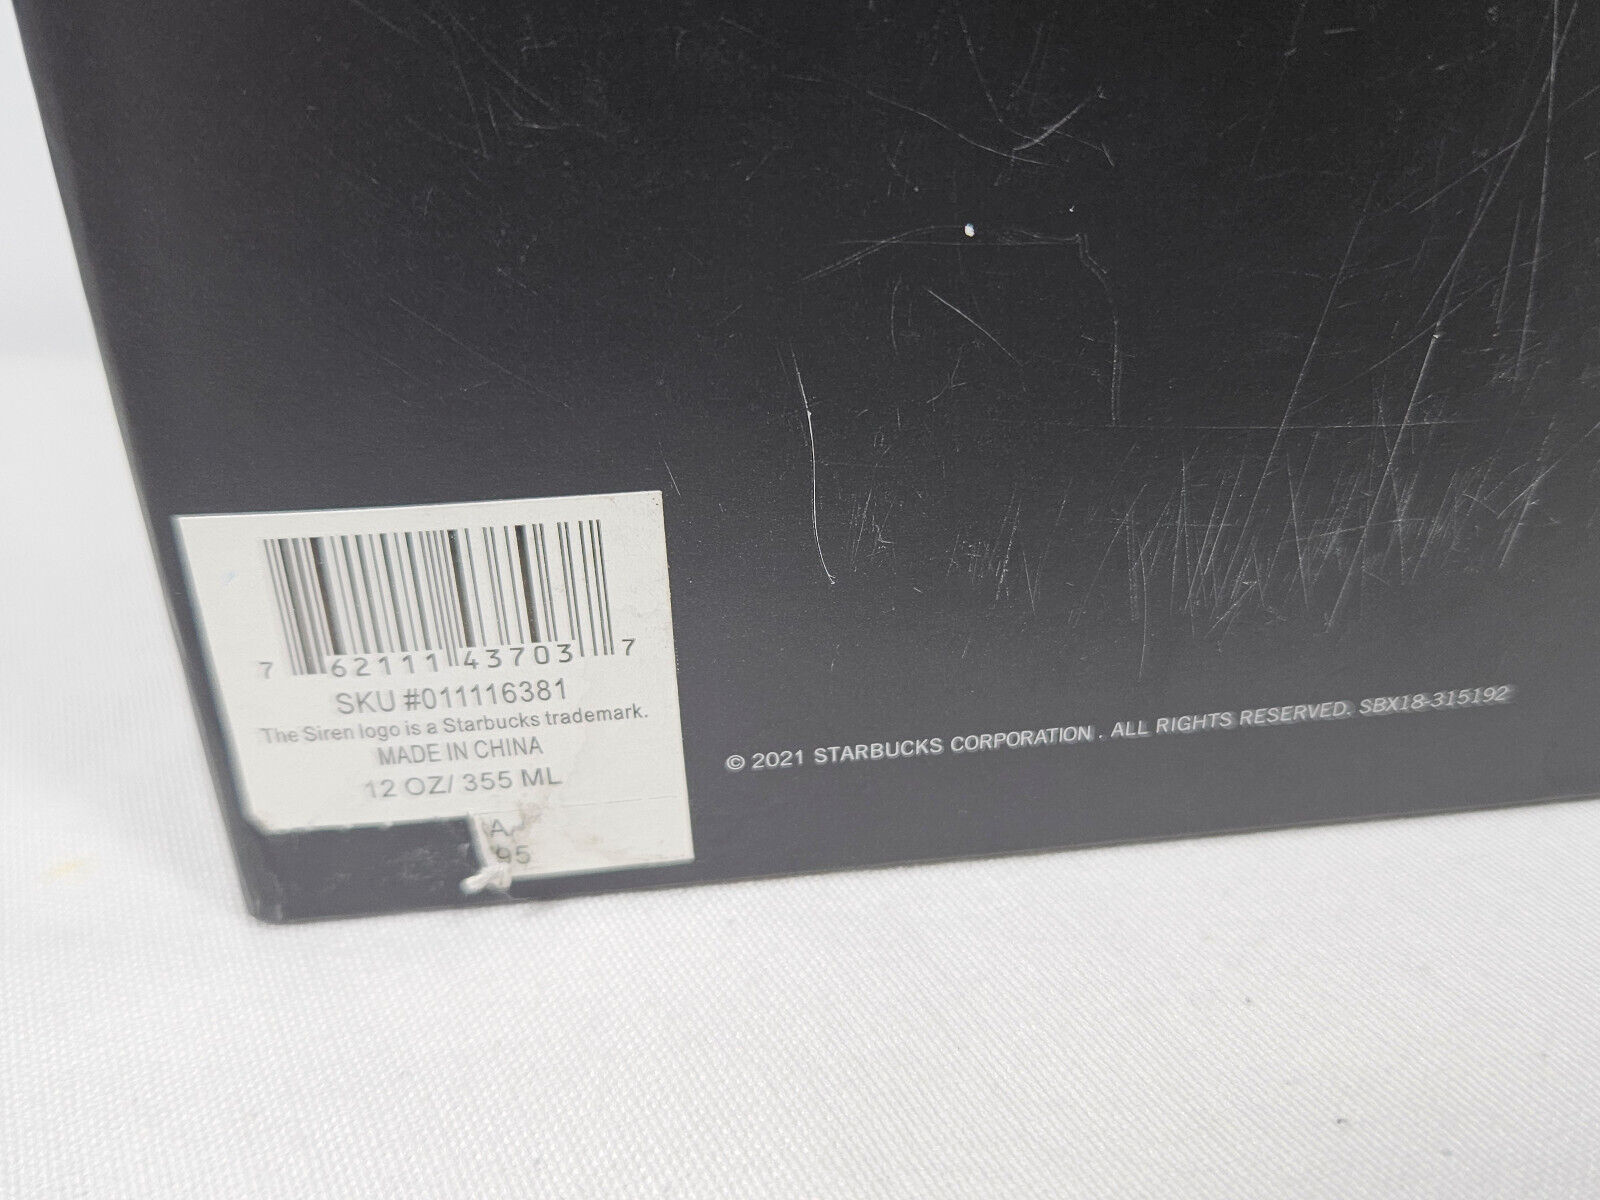 7 62111 43703 7
SKU #011116381
The Siren logo is a Starbucks trademark.
MADE IN CHINA
12 OZ/ 355 ML
A.
95
© 2021 STARBUCKS CORPORATION . ALL RIGHTS RESERVED. SBX18-315192